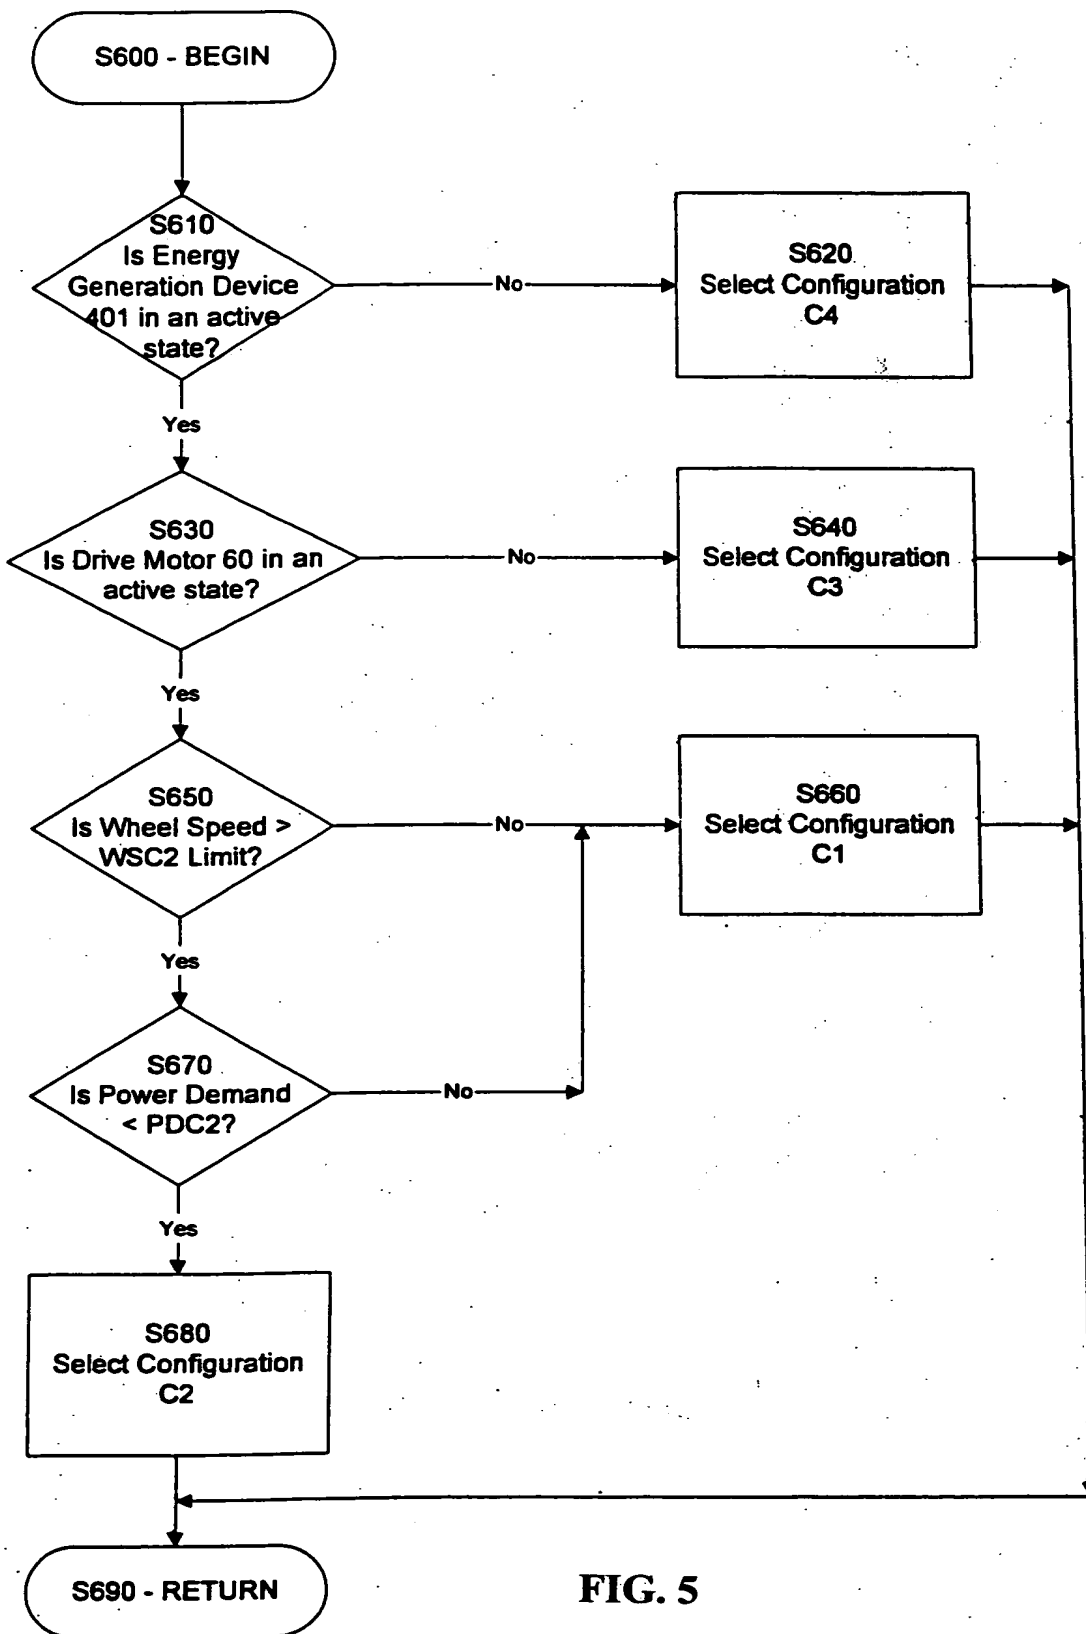 S600 - BEGIN
S610
Is Energy
Generation Device
401 in an active
state?
No
S620
Select Configuration
C4
Yes
S630
Is Drive Motor 60 in an
active state?
No
S640
Select Configuration
C3
Yes
S650
Is Wheel Speed >
WSC2 Limit?
No
S660
Select Configuration
C1
Yes
S670
Is Power Demand
< PDC2?
No
Yes
S680
Select Configuration
C2
S690 - RETURN
FIG. 5